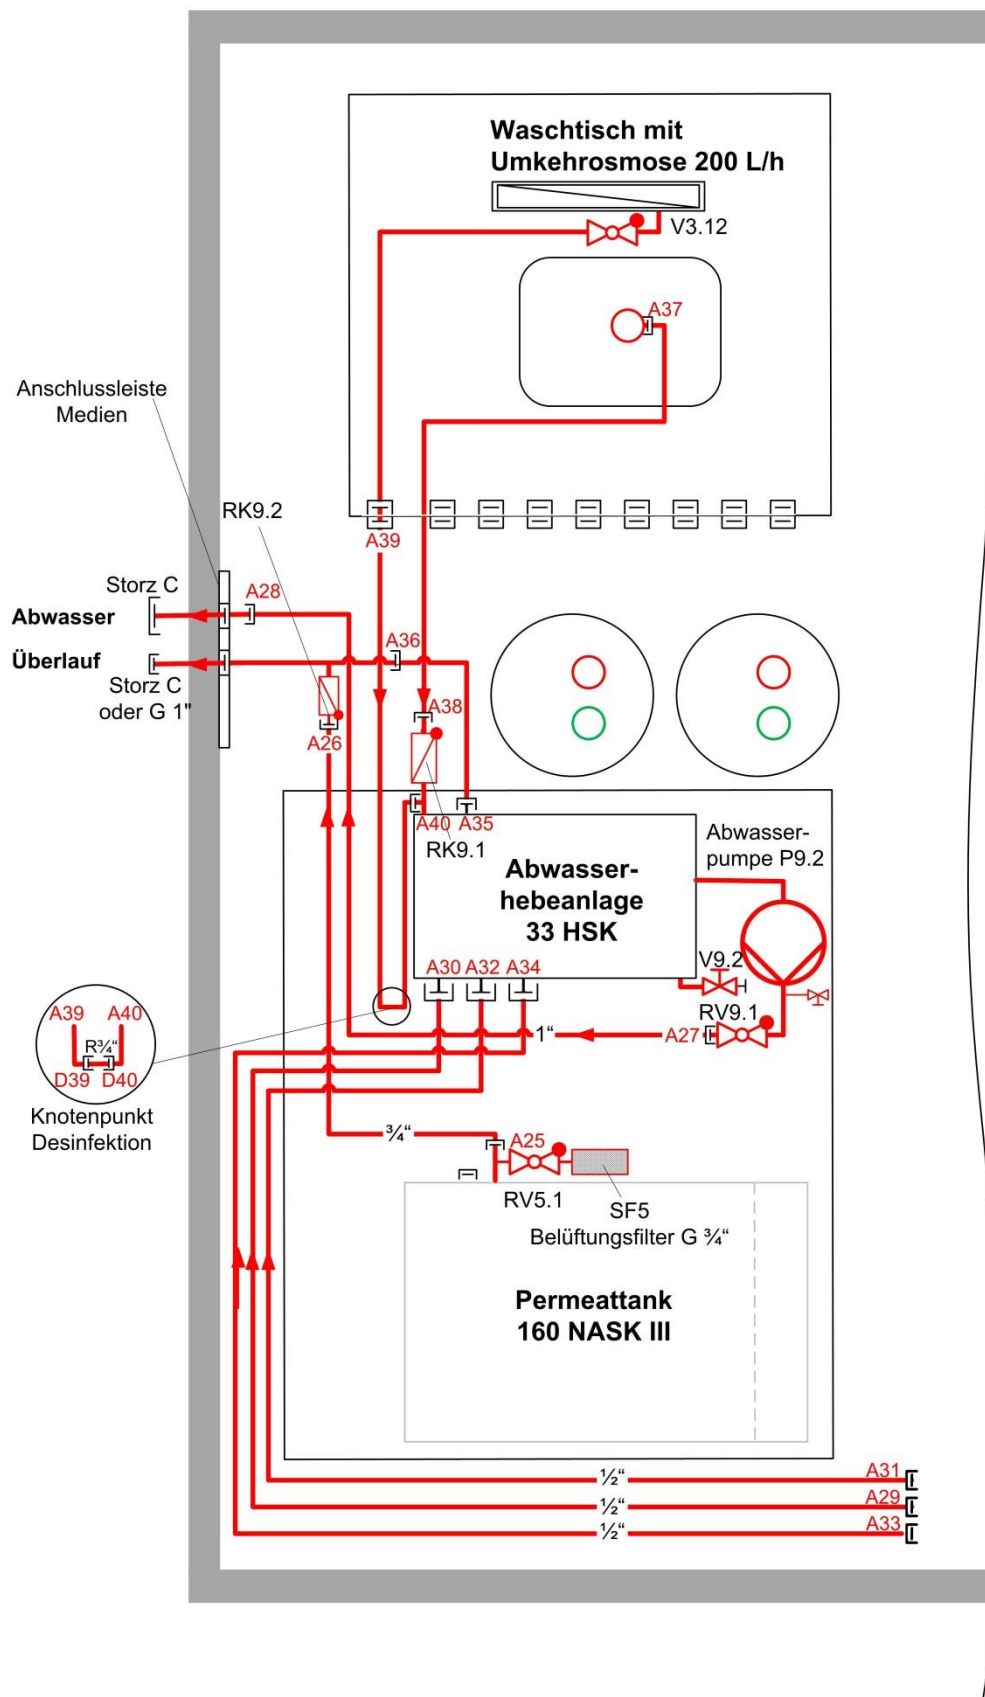 Waschtisch mit
Umkehrosmose 200 L/h
V3.12
A37
Anschlussleiste
Medien
RK9.2
A39
Storz C
A28
Abwasser
A36
Überlauf
Storz C
oder G 1"
A38
A26
A40
A35
RK9.1
Abwasser-
pumpe P9.2
Abwasser-
hebeanlage
33 HSK
A30
A32
A34
V9.2
RV9.1
A27
1“
A39
A40
R¾“
D39
D40
Knotenpunkt
Desinfektion
¾“
A25
RV5.1
SF5
Belüftungsfilter G ¾“
Permeattank
160 NASK III
½“
A31
½“
A29
½“
A33